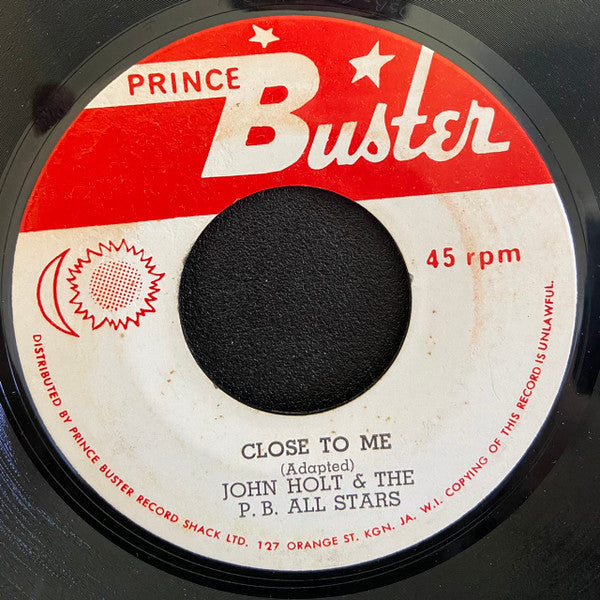 PRINCE
Buster
45 rpm
CLOSE TO ME
(Adapted)
JOHN HOLT & THE
P. B. ALL STARS
DISTRIBUTED BY PRINCE BUSTER RECORD SHACK LTD. 127 ORANGE ST. KGN. JA. W.I. COPYING OF THIS RECORD IS UNLAWFUL.